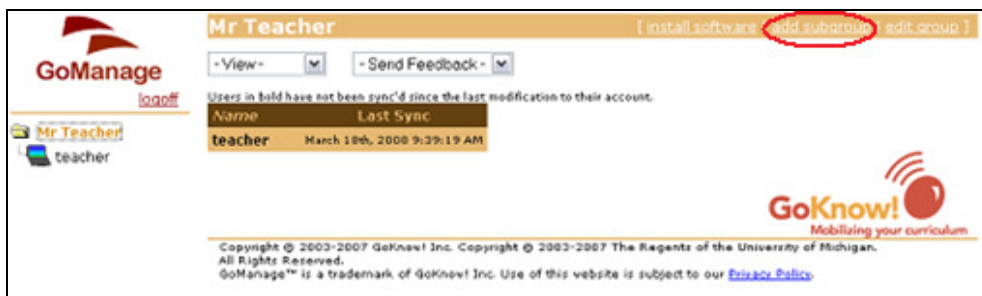 Mr Teacher [ install software | add subgroup | edit group ]
GoManage
-View- - Send Feedback -
logoff
Users in bold have not been sync'd since the last modification to their account.
Name Last Sync
Mr Teacher
teacher March 18th, 2008 9:39:19 AM
teacher
GoKnow!
Mobilizing your curriculum
Copyright © 2003-2007 GoKnow! Inc. Copyright © 2003-2007 The Regents of the University of Michigan.
All Rights Reserved.
GoManage™ is a trademark of GoKnow! Inc. Use of this website is subject to our Privacy Policy.